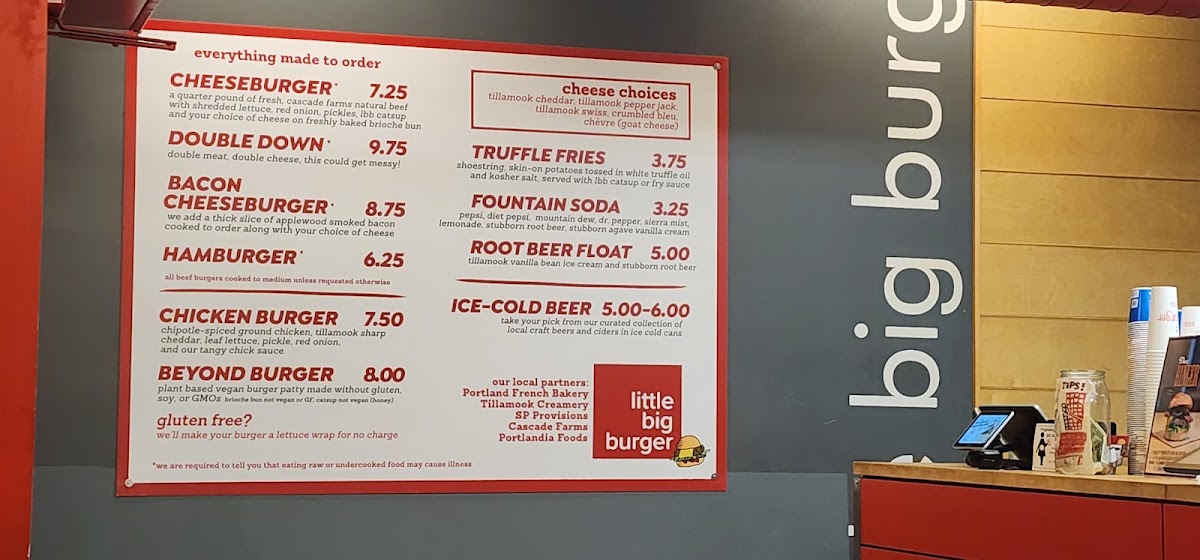 everything made to order
CHEESEBURGER* 7.25
a quarter pound of fresh, cascade farms natural beef
with shredded lettuce, red onion, pickles, lbb catsup
and your choice of cheese on freshly baked brioche bun
DOUBLE DOWN* 9.75
double meat, double cheese, this could get messy!
BACON
CHEESEBURGER* 8.75
we add a thick slice of applewood smoked bacon
cooked to order along with your choice of cheese
HAMBURGER* 6.25
all beef burgers cooked to medium unless requested otherwise
CHICKEN BURGER 7.50
chipotle-spiced ground chicken, tillamook sharp
cheddar, leaf lettuce, pickle, red onion,
and our tangy chick sauce
BEYOND BURGER 8.00
plant based vegan burger patty made without gluten,
soy, or GMOs brioche bun not vegan or GF, catsup not vegan (honey)
gluten free?
we'll make your burger a lettuce wrap for no charge
*we are required to tell you that eating raw or undercooked food may cause illness
cheese choices
tillamook cheddar, tillamook pepper jack,
tillamook swiss, crumbled bleu,
chèvre (goat cheese)
TRUFFLE FRIES 3.75
shoestring, skin-on potatoes tossed in white truffle oil
and kosher salt, served with lbb catsup or fry sauce
FOUNTAIN SODA 3.25
pepsi, diet pepsi, mountain dew, dr. pepper, sierra mist,
lemonade, stubborn root beer, stubborn agave vanilla cream
ROOT BEER FLOAT 5.00
tillamook vanilla bean ice cream and stubborn root beer
ICE-COLD BEER 5.00-6.00
take your pick from our curated collection of
local craft beers and ciders in ice cold cans
our local partners:
Portland French Bakery
Tillamook Creamery
SP Provisions
Cascade Farms
Portlandia Foods
little
big
burger
big burg
TIPS!